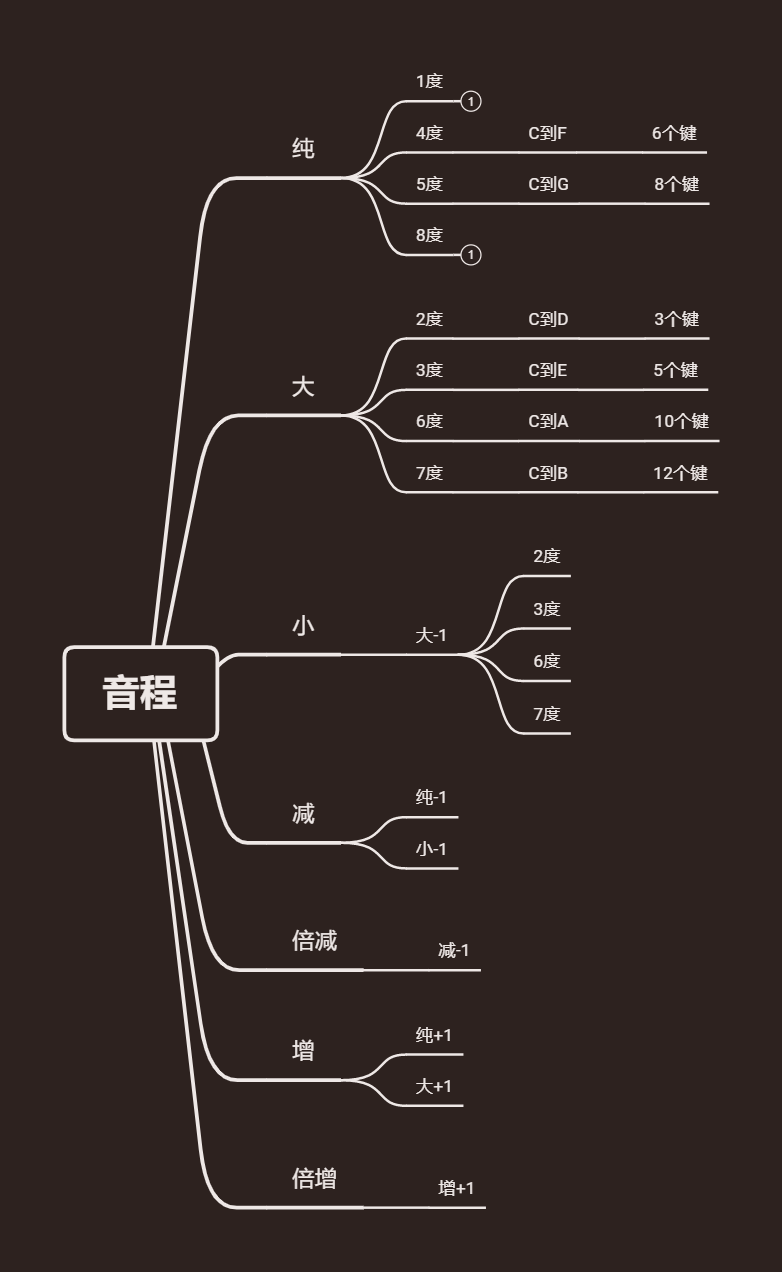 音程
纯
1度 1
4度 C到F 6个键
5度 C到G 8个键
8度 1
大
2度 C到D 3个键
3度 C到E 5个键
6度 C到A 10个键
7度 C到B 12个键
小
大-1
2度
3度
6度
7度
减
纯-1
小-1
倍减
减-1
增
纯+1
大+1
倍增
增+1